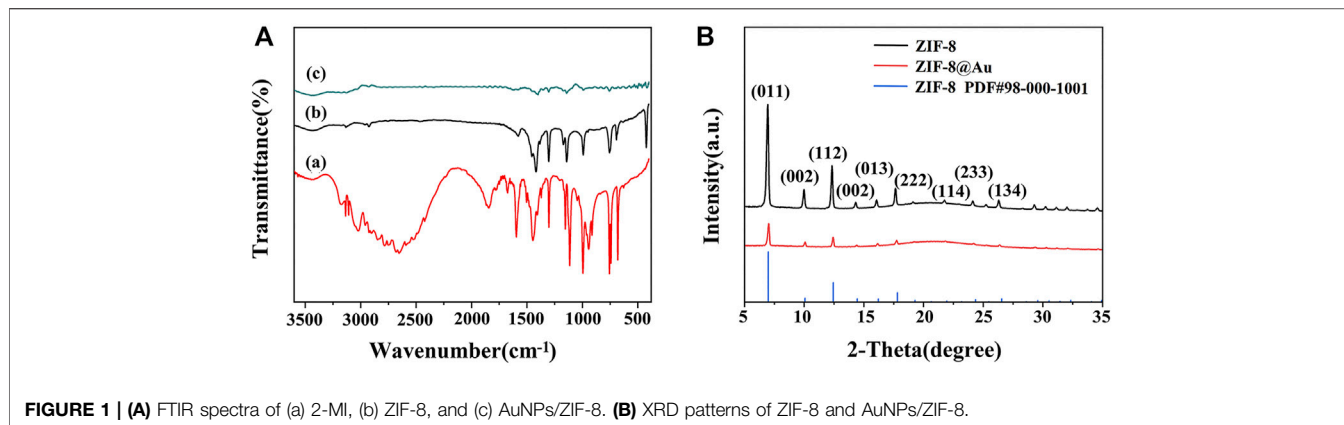 A
(c)
(b)
(a)
Transmittance(%)
3500 3000 2500 2000 1500 1000 500
Wavenumber(cm-1)
B
ZIF-8
ZIF-8@Au
ZIF-8 PDF#98-000-1001
(011)
(002)
(112)
(002)
(013)
(222)
(114)
(233)
(134)
Intensity(a.u.)
5 10 15 20 25 30 35
2-Theta(degree)
FIGURE 1 | (A) FTIR spectra of (a) 2-MI, (b) ZIF-8, and (c) AuNPs/ZIF-8. (B) XRD patterns of ZIF-8 and AuNPs/ZIF-8.